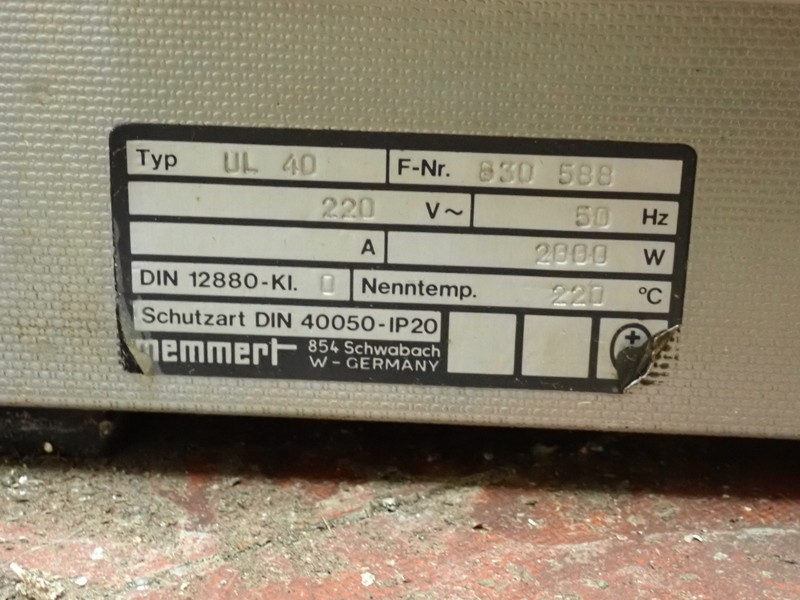 Typ UL 40 F-Nr. 830 588
220 V~ 50 Hz
A 2000 W
DIN 12880-Kl. 0 Nenntemp. 220 °C
Schutzart DIN 40050-IP20
memmert 854 Schwabach
W-GERMANY